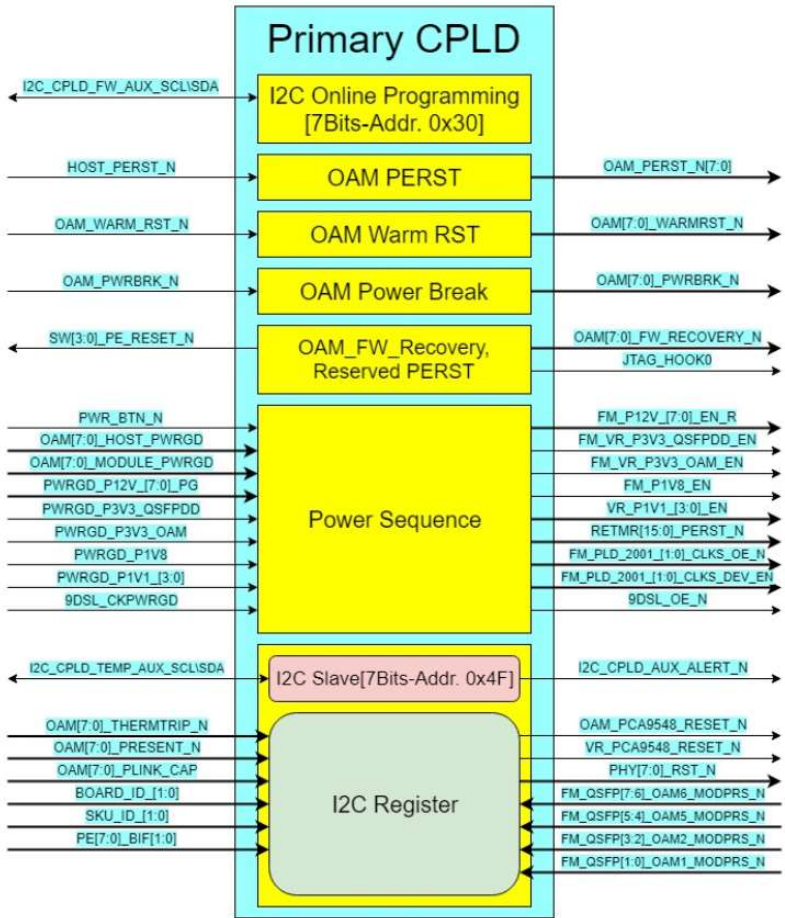 Primary CPLD
I2C_CPLD_FW_AUX_SCL\SDA
I2C Online Programming
[7Bits-Addr. 0x30]
HOST_PERST_N
OAM PERST
OAM_PERST_N[7:0]
OAM_WARM_RST_N
OAM Warm RST
OAM[7:0]_WARMRST_N
OAM_PWRBRK_N
OAM Power Break
OAM[7:0]_PWRBRK_N
SW[3:0]_PE_RESET_N
OAM_FW_Recovery,
Reserved PERST
OAM[7:0]_FW_RECOVERY_N
JTAG_HOOK0
PWR_BTN_N
OAM[7:0]_HOST_PWRGD
OAM[7:0]_MODULE_PWRGD
PWRGD_P12V_[7:0]_PG
PWRGD_P3V3_QSFPDD
PWRGD_P3V3_OAM
PWRGD_P1V8
PWRGD_P1V1_[3:0]
9DSL_CKPWRGD
Power Sequence
FM_P12V_[7:0]_EN_R
FM_VR_P3V3_QSFPDD_EN
FM_VR_P3V3_OAM_EN
FM_P1V8_EN
VR_P1V1_[3:0]_EN
RETMR[15:0]_PERST_N
FM_PLD_2001_[1:0]_CLKS_OE_N
FM_PLD_2001_[1:0]_CLKS_DEV_EN
9DSL_OE_N
I2C_CPLD_TEMP_AUX_SCL\SDA
I2C Slave[7Bits-Addr. 0x4F]
I2C_CPLD_AUX_ALERT_N
OAM[7:0]_THERMTRIP_N
OAM[7:0]_PRESENT_N
OAM[7:0]_PLINK_CAP
BOARD_ID_[1:0]
SKU_ID_[1:0]
PE[7:0]_BIF[1:0]
I2C Register
OAM_PCA9548_RESET_N
VR_PCA9548_RESET_N
PHY[7:0]_RST_N
FM_QSFP[7:6]_OAM6_MODPRS_N
FM_QSFP[5:4]_OAM5_MODPRS_N
FM_QSFP[3:2]_OAM2_MODPRS_N
FM_QSFP[1:0]_OAM1_MODPRS_N